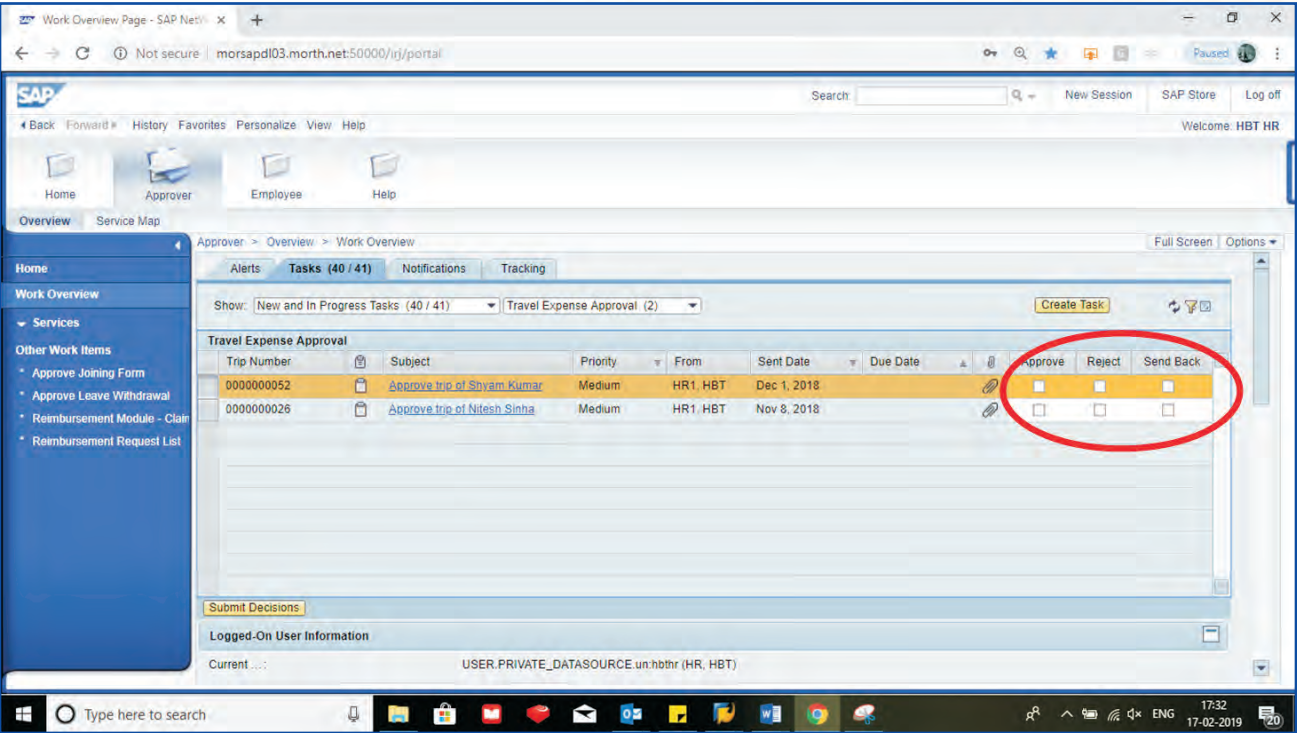 Work Overview Page - SAP NetW
Not secure morsapdl03.morth.net:50000/irj/portal Paused
SAP Search: New Session SAP Store Log off
Back Forward History Favorites Personalize View Help Welcome: HBT HR
Home Approver Employee Help
Overview Service Map
Approver > Overview > Work Overview Full Screen Options
Home
Work Overview
Services
Other Work Items
Approve Joining Form
Approve Leave Withdrawal
Reimbursement Module - Claim
Reimbursement Request List
Alerts Tasks (40 / 41) Notifications Tracking
Show: New and In Progress Tasks (40 / 41) Travel Expense Approval (2) Create Task
Travel Expense Approval
Trip Number Subject Priority From Sent Date Due Date Approve Reject Send Back
0000000052 Approve trip of Shyam Kumar Medium HR1, HBT Dec 1, 2018
0000000026 Approve trip of Nitesh Sinha Medium HR1, HBT Nov 8, 2018
Submit Decisions
Logged-On User Information
Current ...: USER.PRIVATE_DATASOURCE.un:hbthr (HR, HBT)
Type here to search ENG 17:32
17-02-2019 20